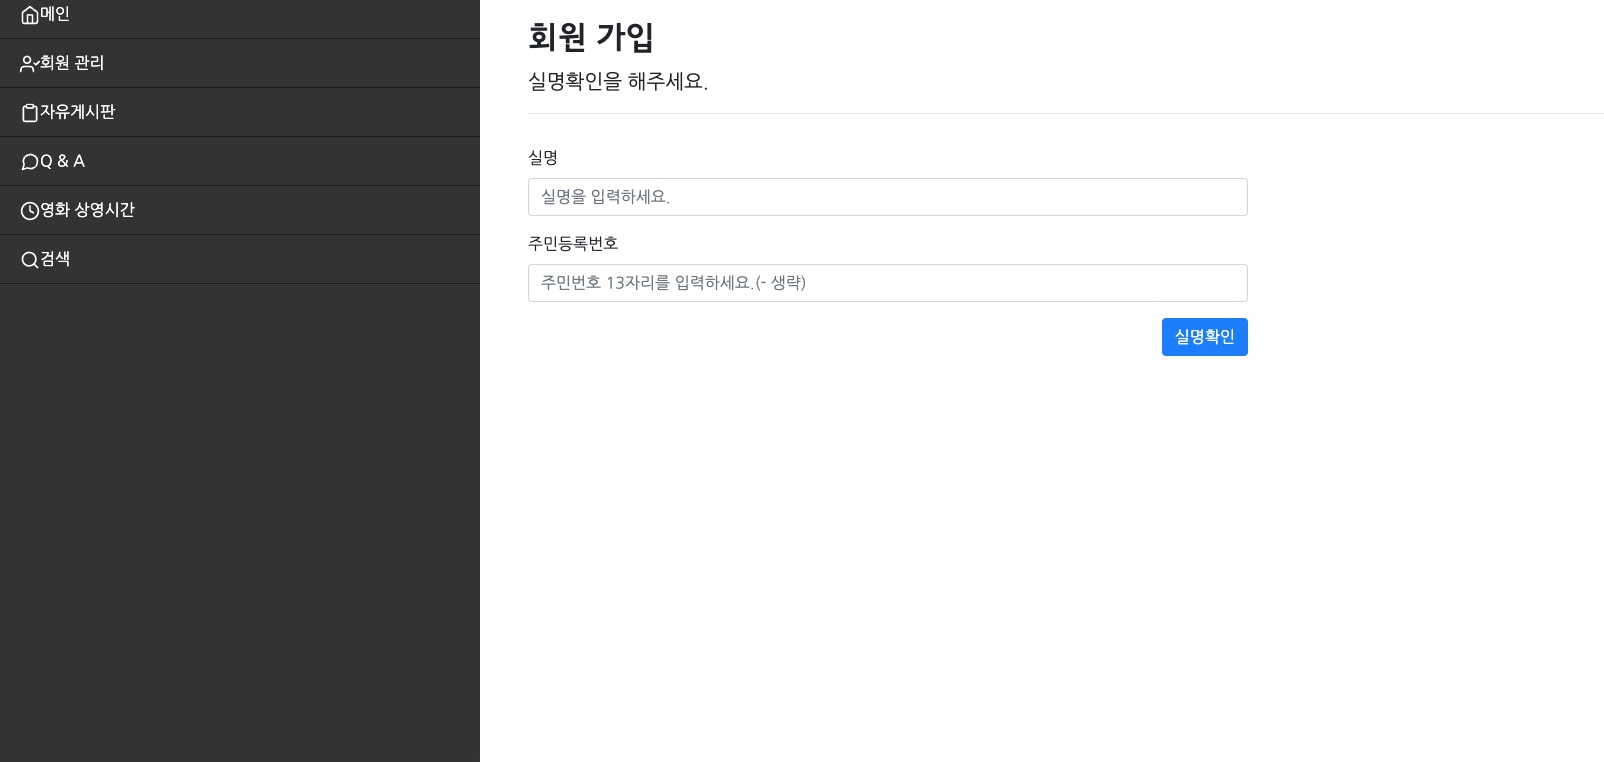 메인
회원 관리
자유게시판
Q & A
영화 상영시간
검색
회원 가입
실명확인을 해주세요.
실명
실명을 입력하세요.
주민등록번호
주민번호 13자리를 입력하세요.(- 생략)
실명확인